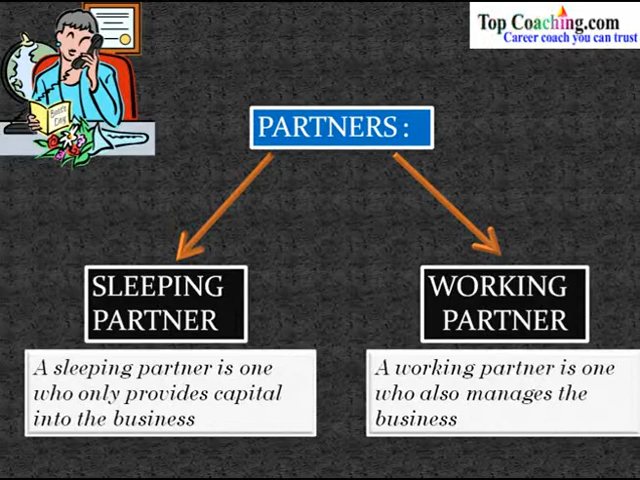 Top Coaching.com
Career coach you can trust
PARTNERS :
SLEEPING
PARTNER
A sleeping partner is one
who only provides capital
into the business
WORKING
PARTNER
A working partner is one
who also manages the
business